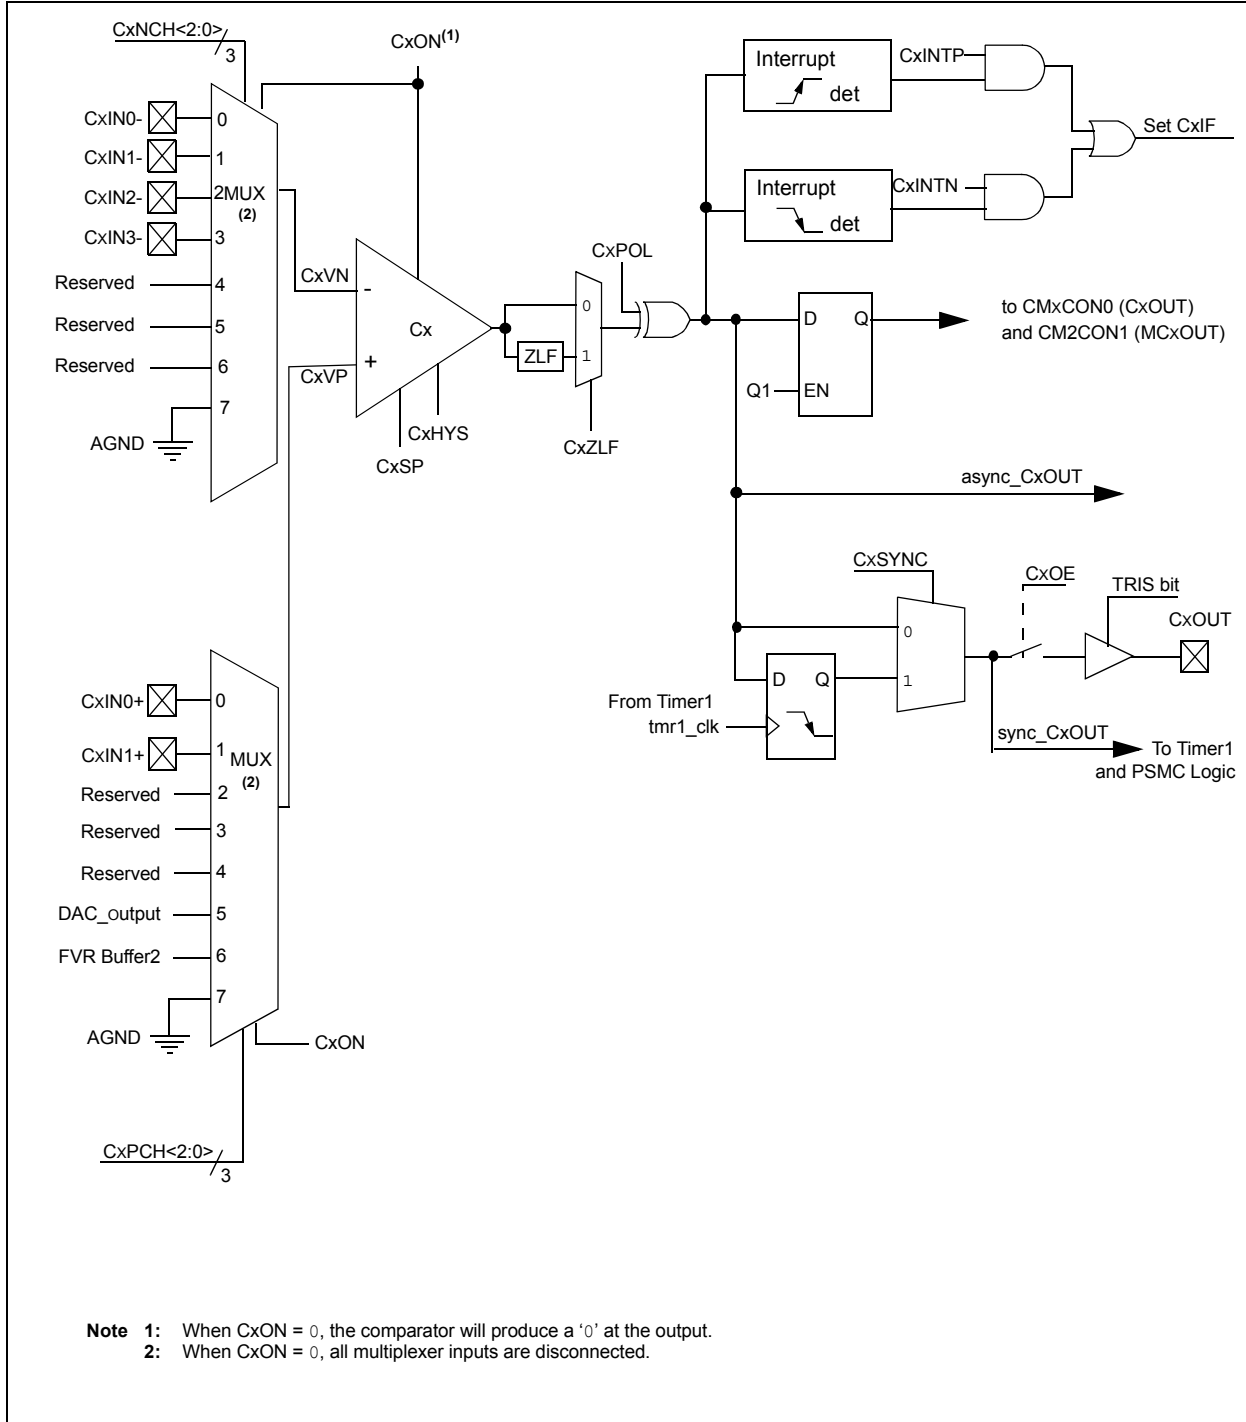 CxNCH<2:0>
3
CxON(1)
CxIN0-
0
CxIN1-
1
CxIN2-
2
MUX
(2)
CxIN3-
3
Reserved
4
Reserved
5
Reserved
6
7
AGND
CxVN
-
Cx
+
CxVP
CxHYS
CxSP
ZLF
0
1
CxZLF
CxPOL
Interrupt
det
CxINTP
Interrupt
det
CxINTN
Set CxIF
D
Q
Q1
EN
to CMxCON0 (CxOUT)
and CM2CON1 (MCxOUT)
async_CxOUT
CxSYNC
0
1
CxOE
TRIS bit
CxOUT
D
Q
From Timer1
tmr1_clk
sync_CxOUT
To Timer1
and PSMC Logic
CxIN0+
0
CxIN1+
1
MUX
(2)
Reserved
2
Reserved
3
Reserved
4
DAC_output
5
FVR Buffer2
6
7
AGND
CxON
CxPCH<2:0>
3
Note 1: When CxON = 0, the comparator will produce a ‘0’ at the output.
2: When CxON = 0, all multiplexer inputs are disconnected.